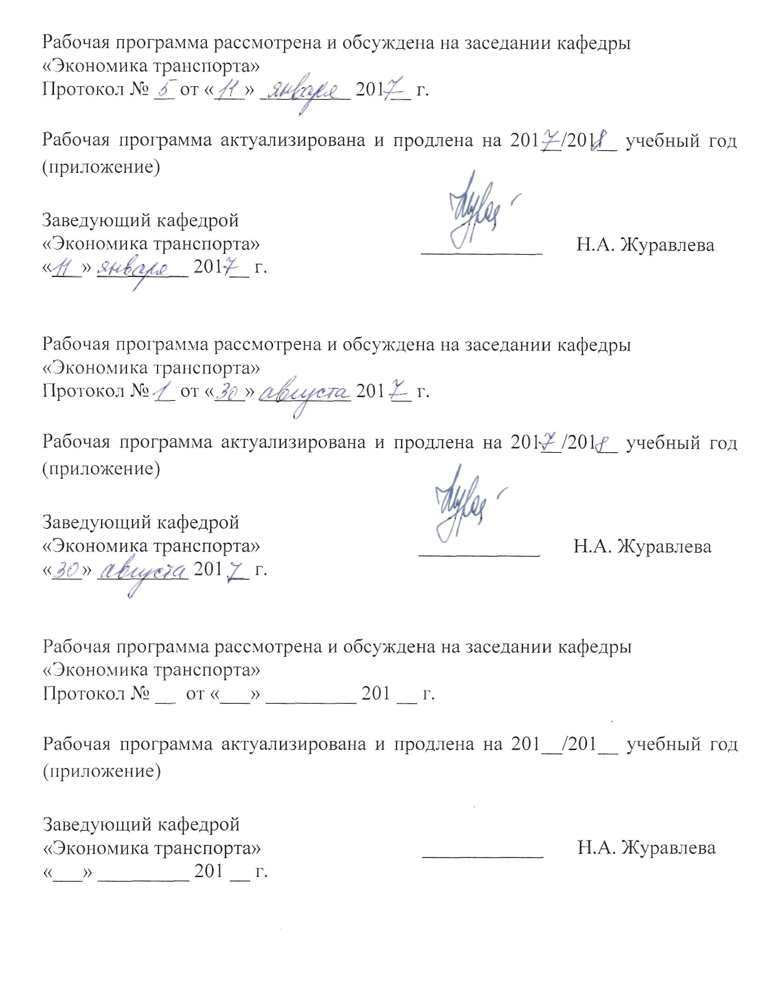 Рабочая программа рассмотрена и обсуждена на заседании кафедры
«Экономика транспорта»
Протокол № 5 от «11» января 2017 г.
Рабочая программа актуализирована и продлена на 2017/2018 учебный год
(приложение)
Заведующий кафедрой
«Экономика транспорта» ____________ Н.А. Журавлева
«11» января 2017 г.
Рабочая программа рассмотрена и обсуждена на заседании кафедры
«Экономика транспорта»
Протокол № 1 от «30» августа 2017 г.
Рабочая программа актуализирована и продлена на 2017/2018 учебный год
(приложение)
Заведующий кафедрой
«Экономика транспорта» ____________ Н.А. Журавлева
«30» августа 2017 г.
Рабочая программа рассмотрена и обсуждена на заседании кафедры
«Экономика транспорта»
Протокол № __ от «___» _________ 201 __ г.
Рабочая программа актуализирована и продлена на 201__/201__ учебный год
(приложение)
Заведующий кафедрой
«Экономика транспорта» ____________ Н.А. Журавлева
«___» _________ 201 __ г.